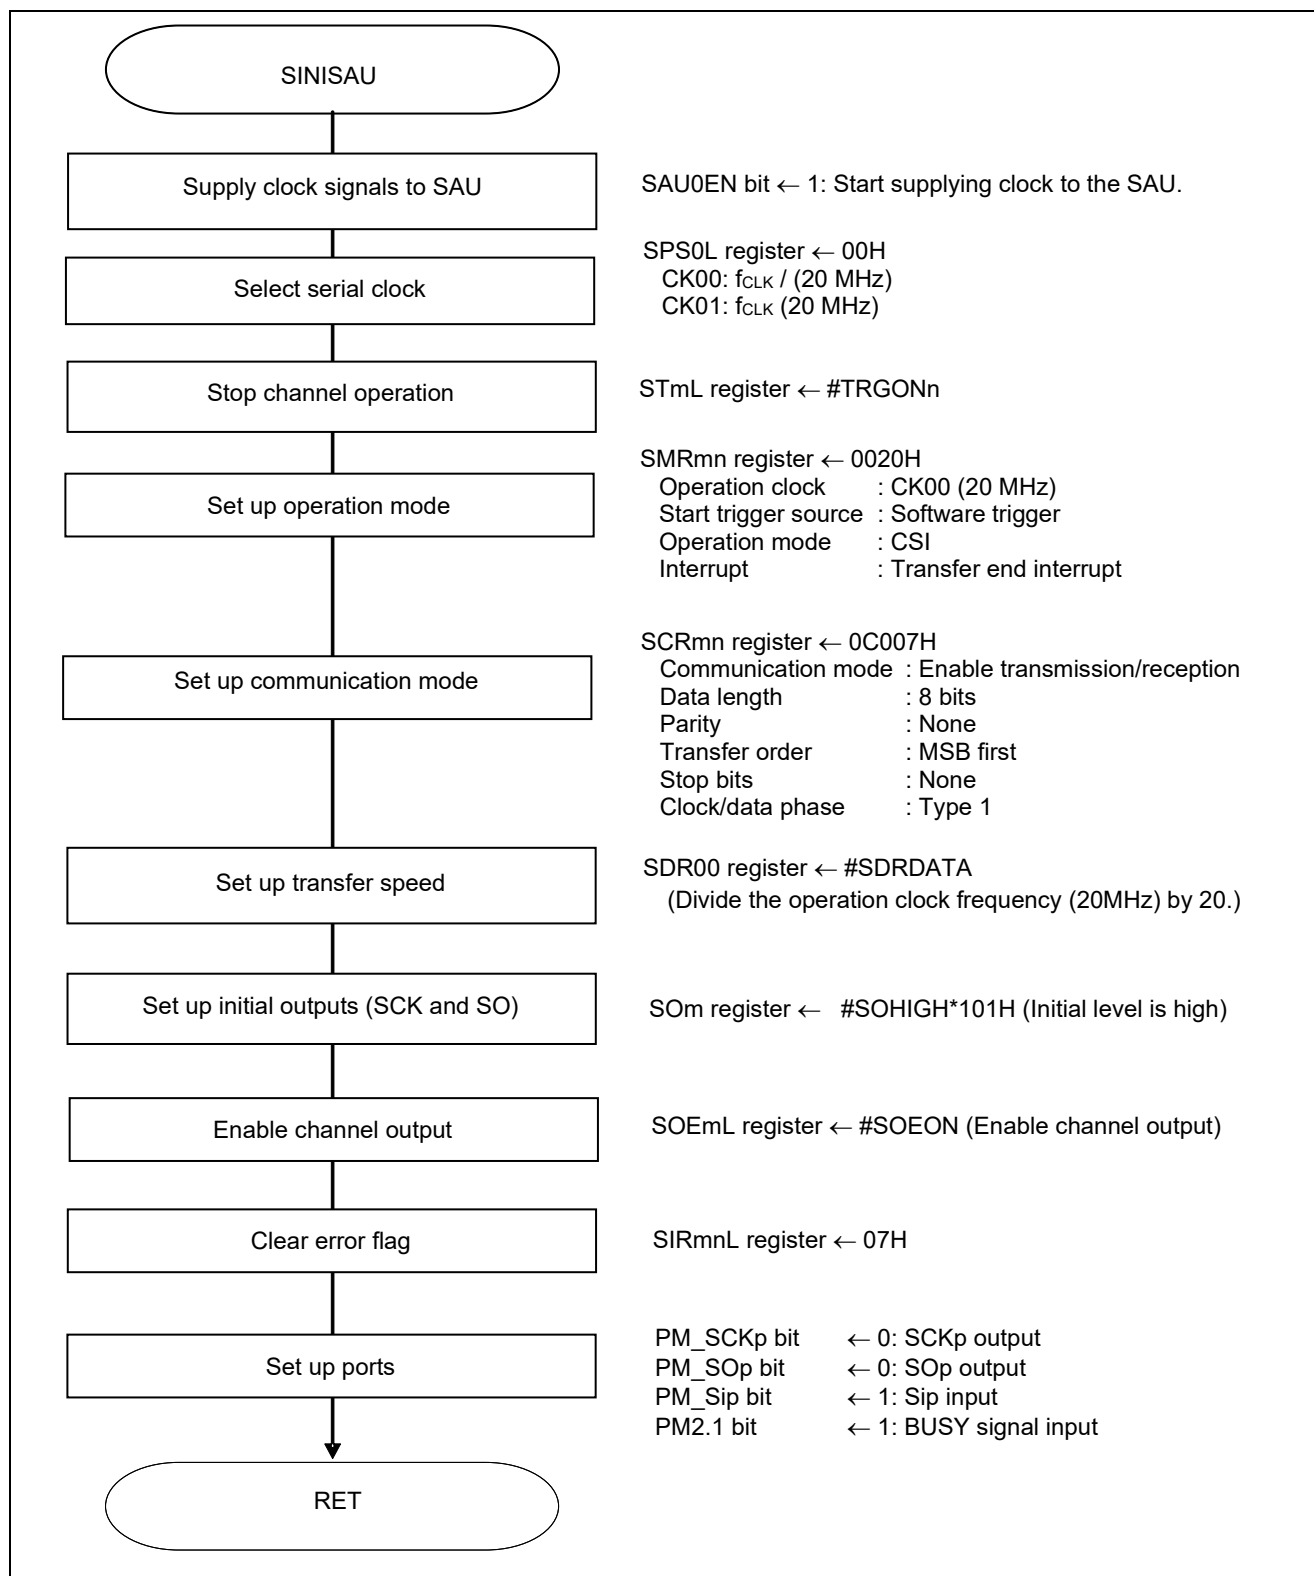 SINISAU
Supply clock signals to SAU
SAU0EN bit ← 1: Start supplying clock to the SAU.
Select serial clock
SPS0L register ← 00H
CK00: fCLK / (20 MHz)
CK01: fCLK (20 MHz)
Stop channel operation
STmL register ← #TRGONn
Set up operation mode
SMRmn register ← 0020H
Operation clock : CK00 (20 MHz)
Start trigger source : Software trigger
Operation mode : CSI
Interrupt : Transfer end interrupt
Set up communication mode
SCRmn register ← 0C007H
Communication mode : Enable transmission/reception
Data length : 8 bits
Parity : None
Transfer order : MSB first
Stop bits : None
Clock/data phase : Type 1
Set up transfer speed
SDR00 register ← #SDRDATA
(Divide the operation clock frequency (20MHz) by 20.)
Set up initial outputs (SCK and SO)
SOm register ← #SOHIGH*101H (Initial level is high)
Enable channel output
SOEmL register ← #SOEON (Enable channel output)
Clear error flag
SIRmnL register ← 07H
Set up ports
PM_SCKp bit ← 0: SCKp output
PM_SOp bit ← 0: SOp output
PM_Sip bit ← 1: Sip input
PM2.1 bit ← 1: BUSY signal input
RET